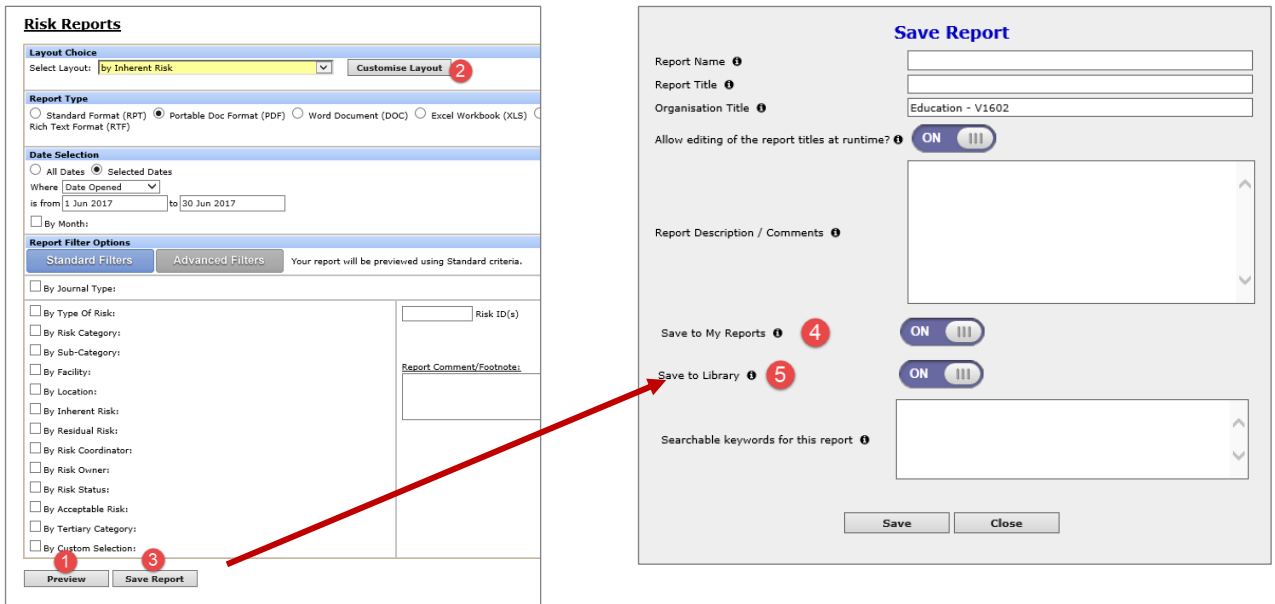 Risk Reports
Layout Choice
Select Layout: by Inherent Risk Customise Layout 2
Report Type
Standard Format (RPT) Portable Doc Format (PDF) Word Document (DOC) Excel Workbook (XLS)
Rich Text Format (RTF)
Date Selection
All Dates Selected Dates
Where Date Opened
is from 1 Jun 2017 to 30 Jun 2017
By Month:
Report Filter Options
Standard Filters Advanced Filters Your report will be previewed using Standard criteria.
By Journal Type:
By Type Of Risk:
By Risk Category:
By Sub-Category:
By Facility:
By Location:
By Inherent Risk:
By Residual Risk:
By Risk Coordinator:
By Risk Owner:
By Risk Status:
By Acceptable Risk:
By Tertiary Category:
By Custom Selection:
Risk ID(s)
Report Comment/Footnote:
1 3
Preview Save Report
Save Report
Report Name
Report Title
Organisation Title Education - V1602
Allow editing of the report titles at runtime? ON
Report Description / Comments
Save to My Reports 4 ON
Save to Library 5 ON
Searchable keywords for this report
Save Close